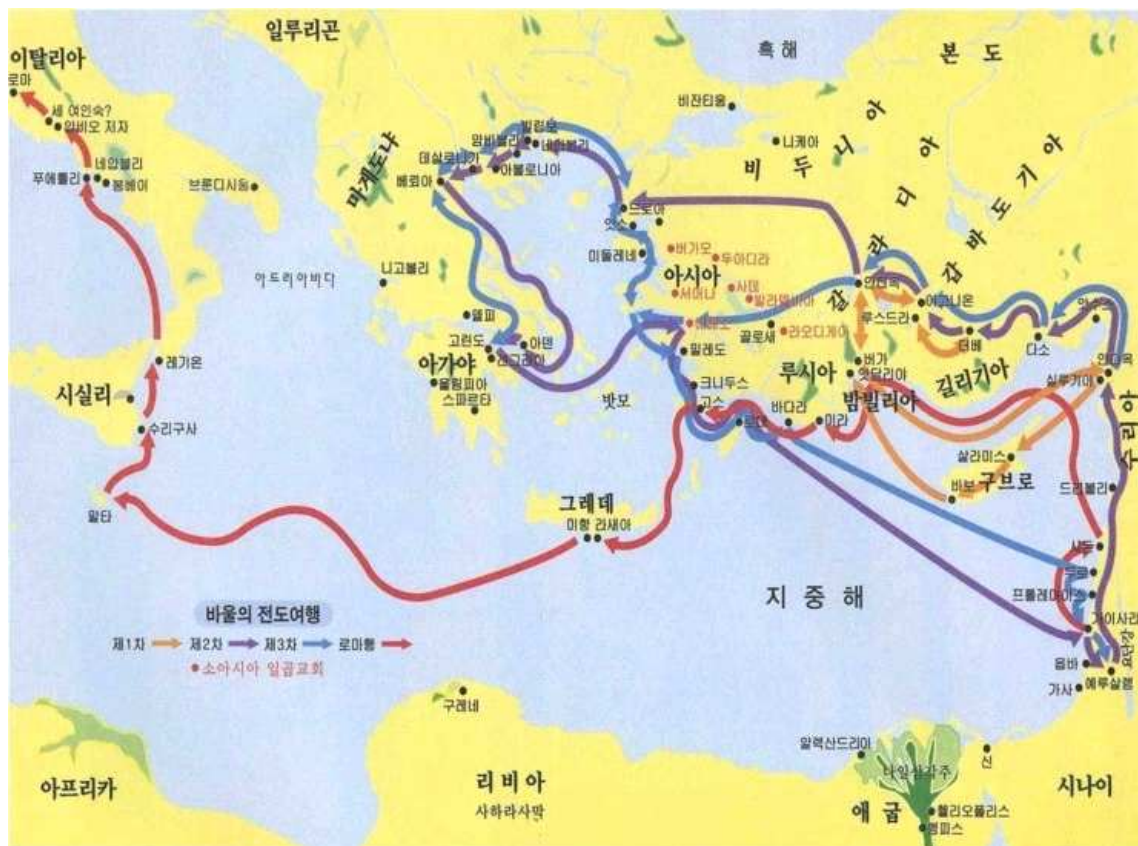 일루리곤
이탈리아
로마
세 여인숙?
압비오 저자
네압볼리
푸에톨리
폼베이
브룬디시움
흑해
본 도
비잔티움
니케아
비 두 니 아
갑 바 도 기 아
갈 라 디 아
마게도냐
빌립보
암비볼리
네압볼리
데살로니가
아볼로니아
베뢰아
드로아
앗소
미둘레네
버가모
두아디라
아시아
사데
서머나
빌라델비아
라오디게아
골로새
밀레도
아드리아바다
니고볼리
델피
고린도
아덴
겐그레아
아가야
올림피아
스파르타
밧모
크니두스
고스
로데
바다라
미라
루시아
버가
앗달리아
밤빌리아
안디옥
이고니온
루스드라
더베
다소
길리기아
안디옥
실루기아
수리아
살라미스
바보
구브로
드리볼리
시돈
두로
프톨레마이스
가이사랴
요단강
욥바
예루살렘
가사
레기온
시실리
수리구사
말타
그레데
미항 라새아
지 중 해
바울의 전도여행
제1차 제2차 제3차 로마행
소아시아 일곱교회
구레네
알렉산드리아
나일삼각주
신
시나이
아프리카
리 비 아
사하라사막
애 굽
헬리오폴리스
멤피스